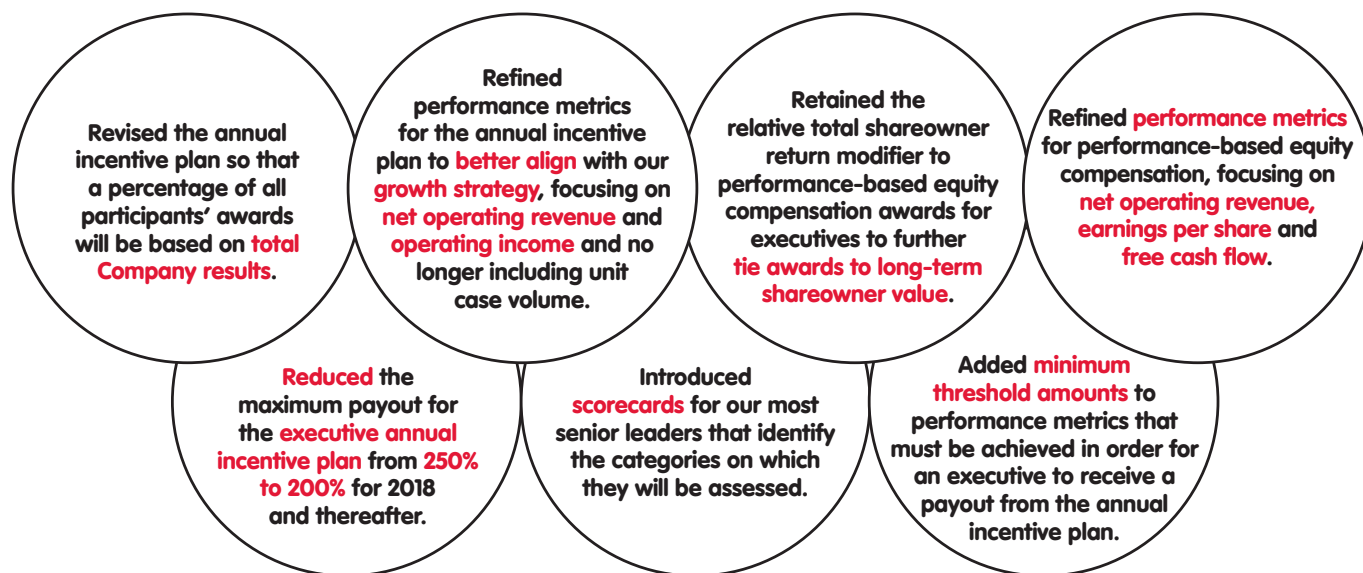 Revised the annual
incentive plan so that
a percentage of all
participants’ awards
will be based on total
Company results.
Refined
performance metrics
for the annual incentive
plan to better align with our
growth strategy, focusing on
net operating revenue and
operating income and no
longer including unit
case volume.
Retained the
relative total shareowner
return modifier to
performance-based equity
compensation awards for
executives to further
tie awards to long-term
shareowner value.
Refined performance metrics
for performance-based equity
compensation, focusing on
net operating revenue,
earnings per share and
free cash flow.
Reduced the
maximum payout for
the executive annual
incentive plan from 250%
to 200% for 2018
and thereafter.
Introduced
scorecards for our most
senior leaders that identify
the categories on which
they will be assessed.
Added minimum
threshold amounts to
performance metrics that
must be achieved in order for
an executive to receive a
payout from the annual
incentive plan.